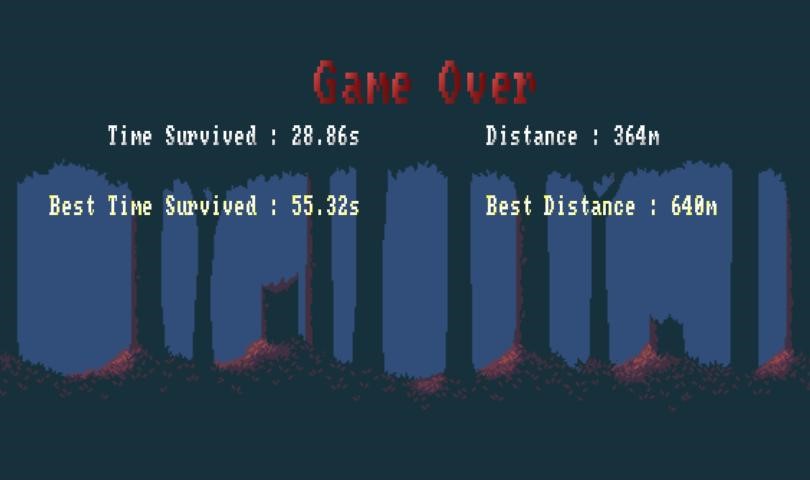 Game Over
Time Survived : 28.86s
Distance : 364m
Best Time Survived : 55.32s
Best Distance : 640m